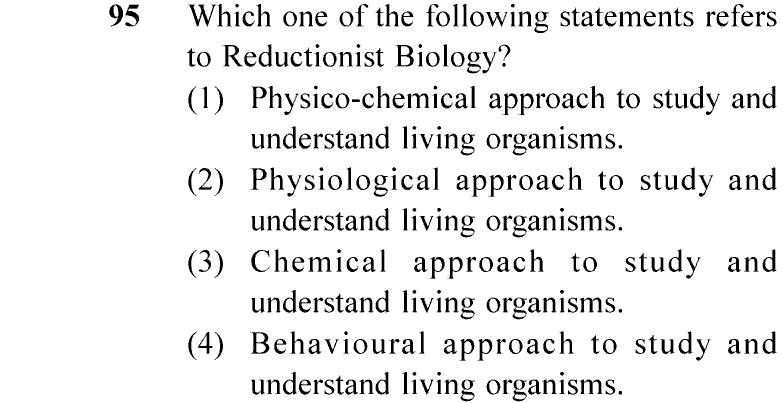 95 Which one of the following statements refers
to Reductionist Biology?
(1) Physico-chemical approach to study and
understand living organisms.
(2) Physiological approach to study and
understand living organisms.
(3) Chemical approach to study and
understand living organisms.
(4) Behavioural approach to study and
understand living organisms.